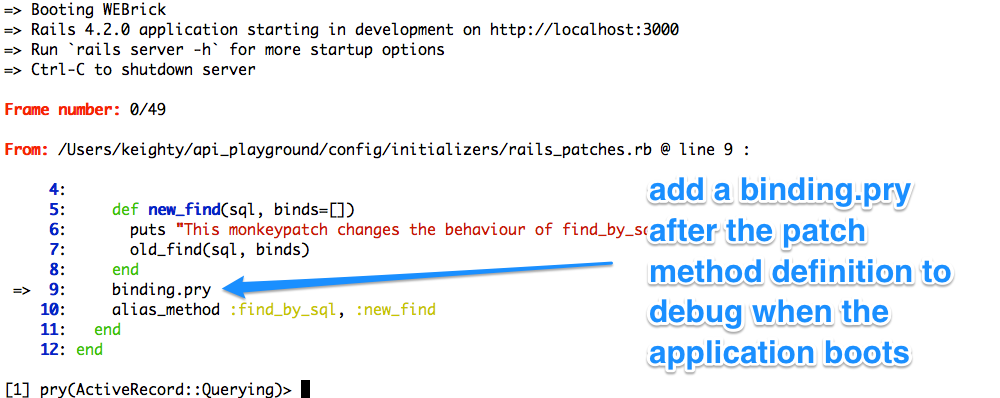 => Booting WEBrick
=> Rails 4.2.0 application starting in development on http://localhost:3000
=> Run `rails server -h` for more startup options
=> Ctrl-C to shutdown server
Frame number: 0/49
From: /Users/keighty/api_playground/config/initializers/rails_patches.rb @ line 9 :
4:
5: def new_find(sql, binds=[])
6: puts "This monkeypatch changes the behaviour of find_by_sq
7: old_find(sql, binds)
8: end
=> 9: binding.pry
10: alias_method :find_by_sql, :new_find
11: end
12: end
[1] pry(ActiveRecord::Querying)>
add a binding.pry
after the patch
method definition to
debug when the
application boots